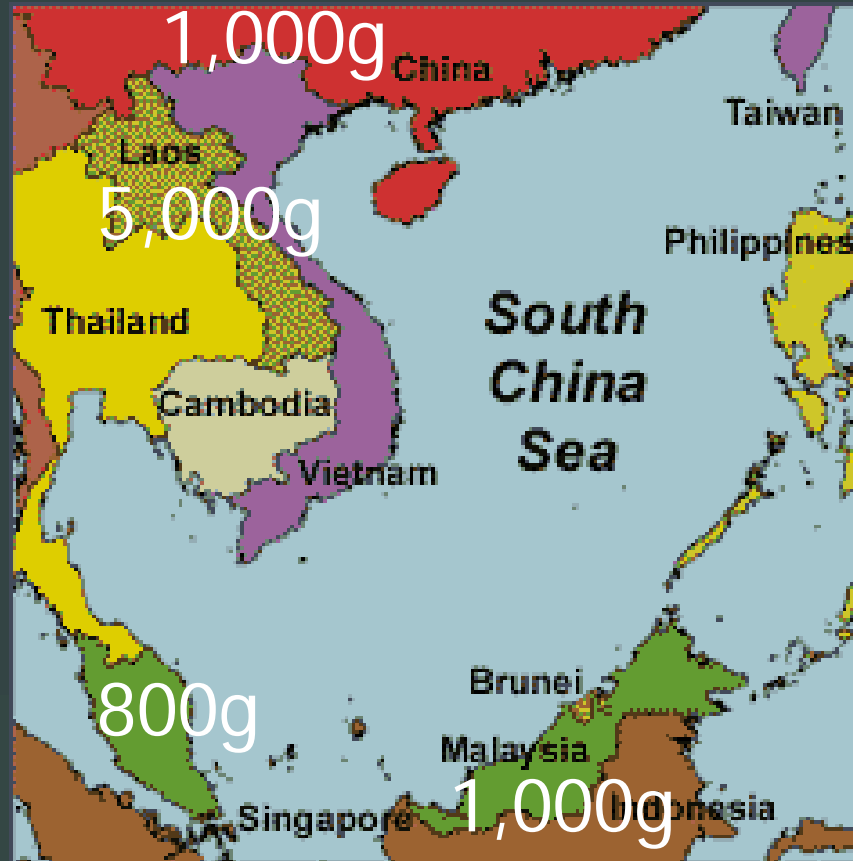 1,000g
China
Taiwan
Laos
5,000g
Philippines
Thailand
South
China
Sea
Cambodia
Vietnam
Brunei
800g
Malaysia
1,000g
Indonesia
Singapore